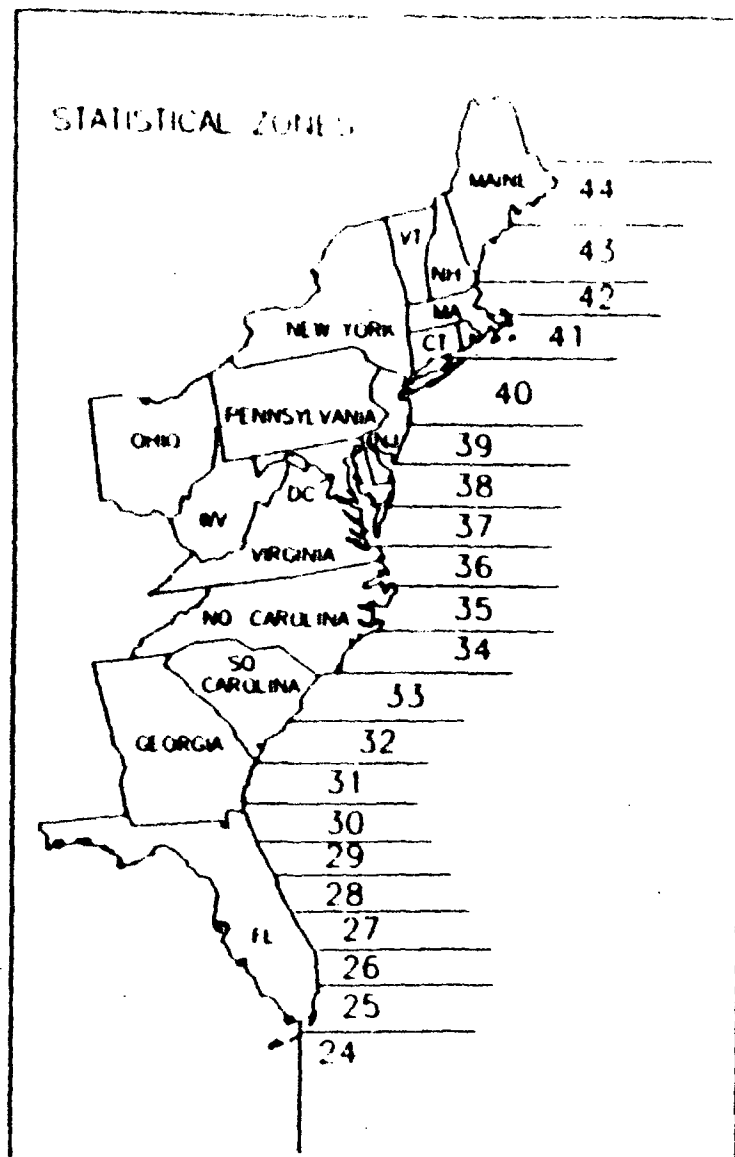 STATISTICAL ZONES
MAINE
44
VT
43
NH
42
MA
NEW YORK
41
CT
40
PENNSYLVANIA
NJ
OHIO
39
38
DC
WV
37
VIRGINIA
36
35
NO CAROLINA
34
SO
CAROLINA
33
GEORGIA
32
31
30
29
28
27
FL
26
25
24